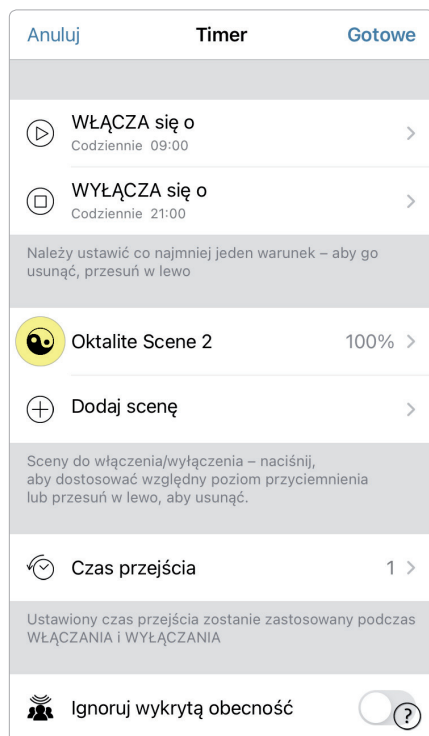 Anuluj Timer Gotowe
WŁĄCZA się o
Codziennie 09:00
WYŁĄCZA się o
Codziennie 21:00
Należy ustawić co najmniej jeden warunek – aby go
usunąć, przesuń w lewo
Oktalite Scene 2 100%
Dodaj scenę
Sceny do włączenia/wyłączenia – naciśnij,
aby dostosować względny poziom przyciemnienia
lub przesuń w lewo, aby usunąć.
Czas przejścia 1
Ustawiony czas przejścia zostanie zastosowany podczas
WŁĄCZANIA i WYŁĄCZANIA
Ignoruj wykrytą obecność ?